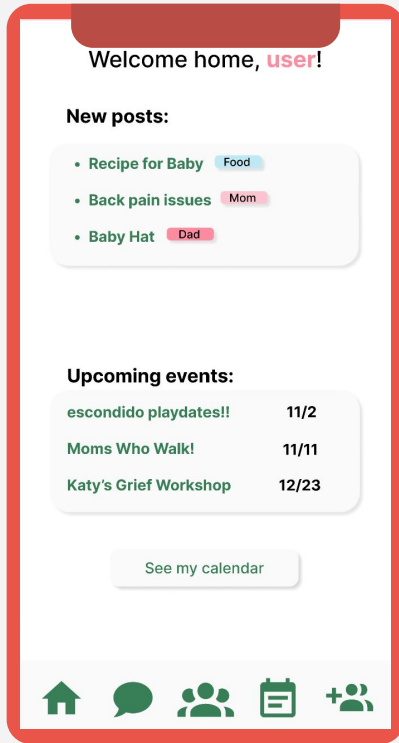 Welcome home, user!
New posts:
• Recipe for Baby Food
• Back pain issues Mom
• Baby Hat Dad
Upcoming events:
escondido playdates!! 11/2
Moms Who Walk! 11/11
Katy’s Grief Workshop 12/23
See my calendar